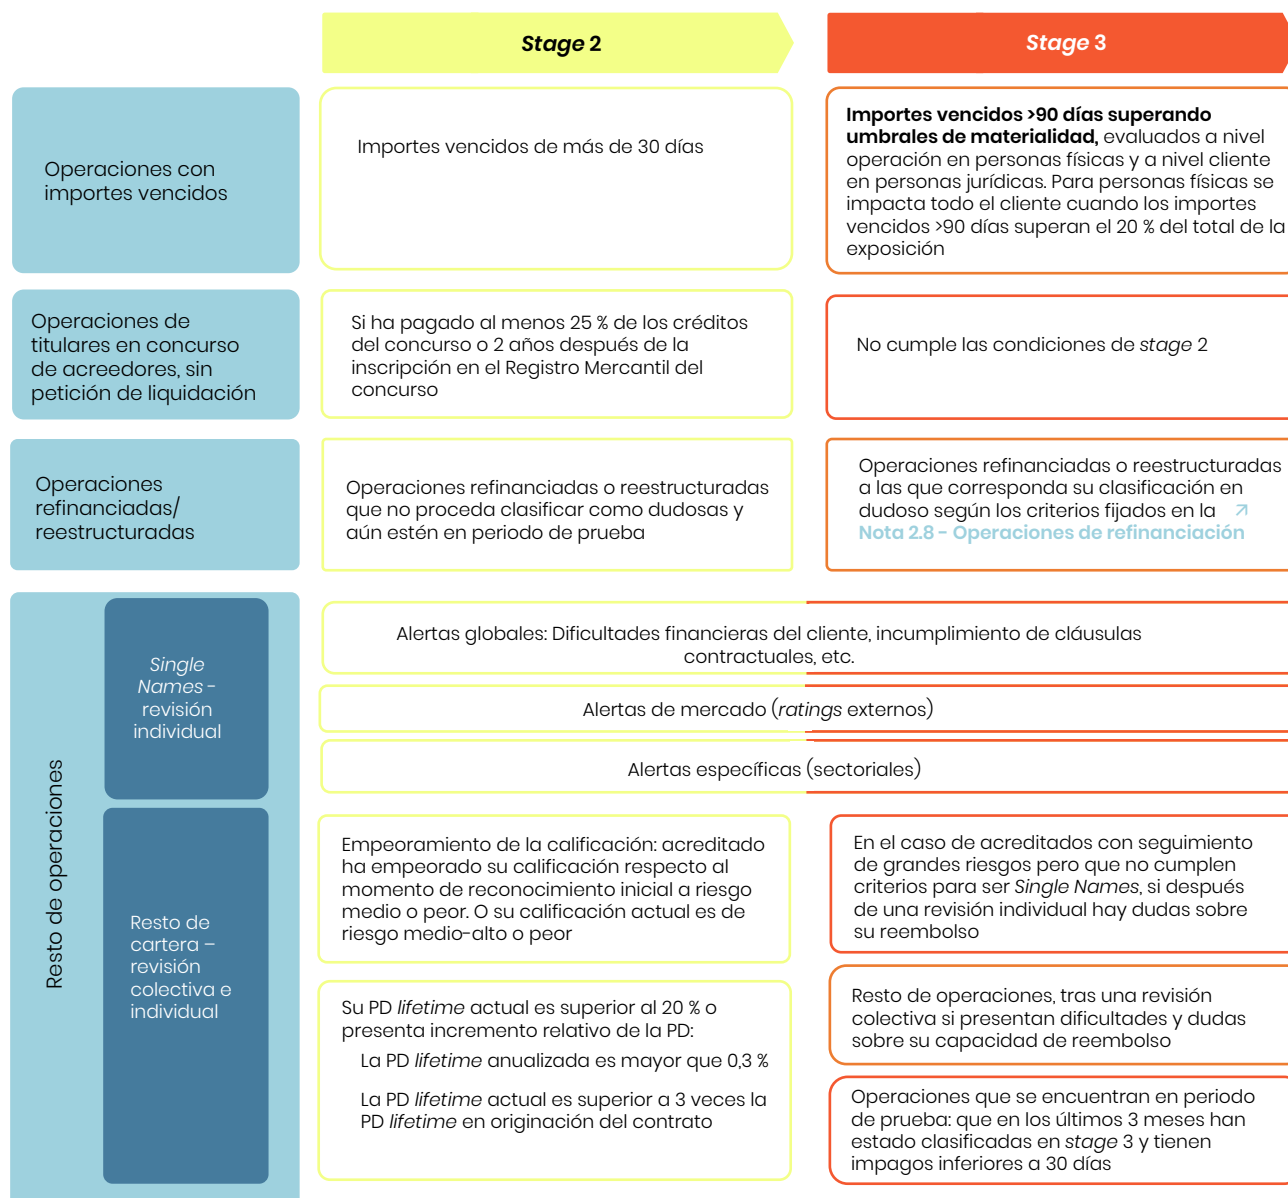 Stage 2
Stage 3
Operaciones con
importes vencidos
Importes vencidos de más de 30 días
Importes vencidos >90 días superando
umbrales de materialidad, evaluados a nivel
operación en personas físicas y a nivel cliente
en personas jurídicas. Para personas físicas se
impacta todo el cliente cuando los importes
vencidos >90 días superan el 20 % del total de la
exposición
Operaciones de
titulares en concurso
de acreedores, sin
petición de liquidación
Si ha pagado al menos 25 % de los créditos
del concurso o 2 años después de la
inscripción en el Registro Mercantil del
concurso
No cumple las condiciones de stage 2
Operaciones
refinanciadas/
reestructuradas
Operaciones refinanciadas o reestructuradas
que no proceda clasificar como dudosas y
aún estén en periodo de prueba
Operaciones refinanciadas o reestructuradas
a las que corresponda su clasificación en
dudoso según los criterios fijados en la ↗
Nota 2.8 - Operaciones de refinanciación
Resto de operaciones
Single
Names -
revisión
individual
Alertas globales: Dificultades financieras del cliente, incumplimiento de cláusulas
contractuales, etc.
Alertas de mercado (ratings externos)
Alertas específicas (sectoriales)
Resto de
cartera –
revisión
colectiva e
individual
Empeoramiento de la calificación: acreditado
ha empeorado su calificación respecto al
momento de reconocimiento inicial a riesgo
medio o peor. O su calificación actual es de
riesgo medio-alto o peor
Su PD lifetime actual es superior al 20 % o
presenta incremento relativo de la PD:
La PD lifetime anualizada es mayor que 0,3 %
La PD lifetime actual es superior a 3 veces la
PD lifetime en originación del contrato
En el caso de acreditados con seguimiento
de grandes riesgos pero que no cumplen
criterios para ser Single Names, si después
de una revisión individual hay dudas sobre
su reembolso
Resto de operaciones, tras una revisión
colectiva si presentan dificultades y dudas
sobre su capacidad de reembolso
Operaciones que se encuentran en periodo
de prueba: que en los últimos 3 meses han
estado clasificadas en stage 3 y tienen
impagos inferiores a 30 días